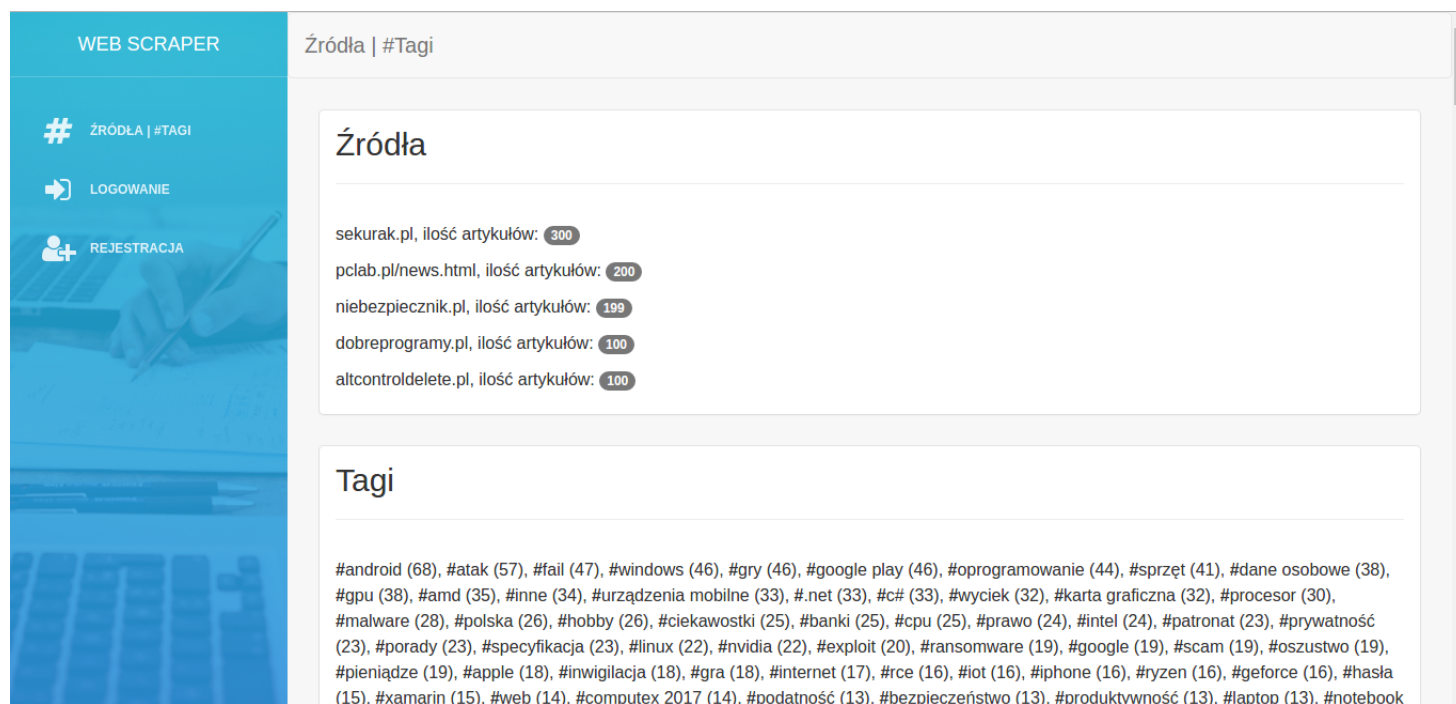 WEB SCRAPER
Źródła | #Tagi
ŹRÓDŁA | #TAGI
LOGOWANIE
REJESTRACJA
Źródła
sekurak.pl, ilość artykułów: 300
pclab.pl/news.html, ilość artykułów: 200
niebezpiecznik.pl, ilość artykułów: 199
dobreprogramy.pl, ilość artykułów: 100
altcontroldelete.pl, ilość artykułów: 100
Tagi
#android (68), #atak (57), #fail (47), #windows (46), #gry (46), #google play (46), #oprogramowanie (44), #sprzęt (41), #dane osobowe (38),
#gpu (38), #amd (35), #inne (34), #urządzenia mobilne (33), #.net (33), #c# (33), #wyciek (32), #karta graficzna (32), #procesor (30),
#malware (28), #polska (26), #hobby (26), #ciekawostki (25), #banki (25), #cpu (25), #prawo (24), #intel (24), #patronat (23), #prywatność
(23), #porady (23), #specyfikacja (23), #linux (22), #nvidia (22), #exploit (20), #ransomware (19), #google (19), #scam (19), #oszustwo (19),
#pieniądze (19), #apple (18), #inwigilacja (18), #gra (18), #internet (17), #rce (16), #iot (16), #iphone (16), #ryzen (16), #geforce (16), #hasła
(15), #xamarin (15), #web (14), #computex 2017 (14), #podatność (13), #bezpieczeństwo (13), #produktywność (13), #laptop (13), #notebook